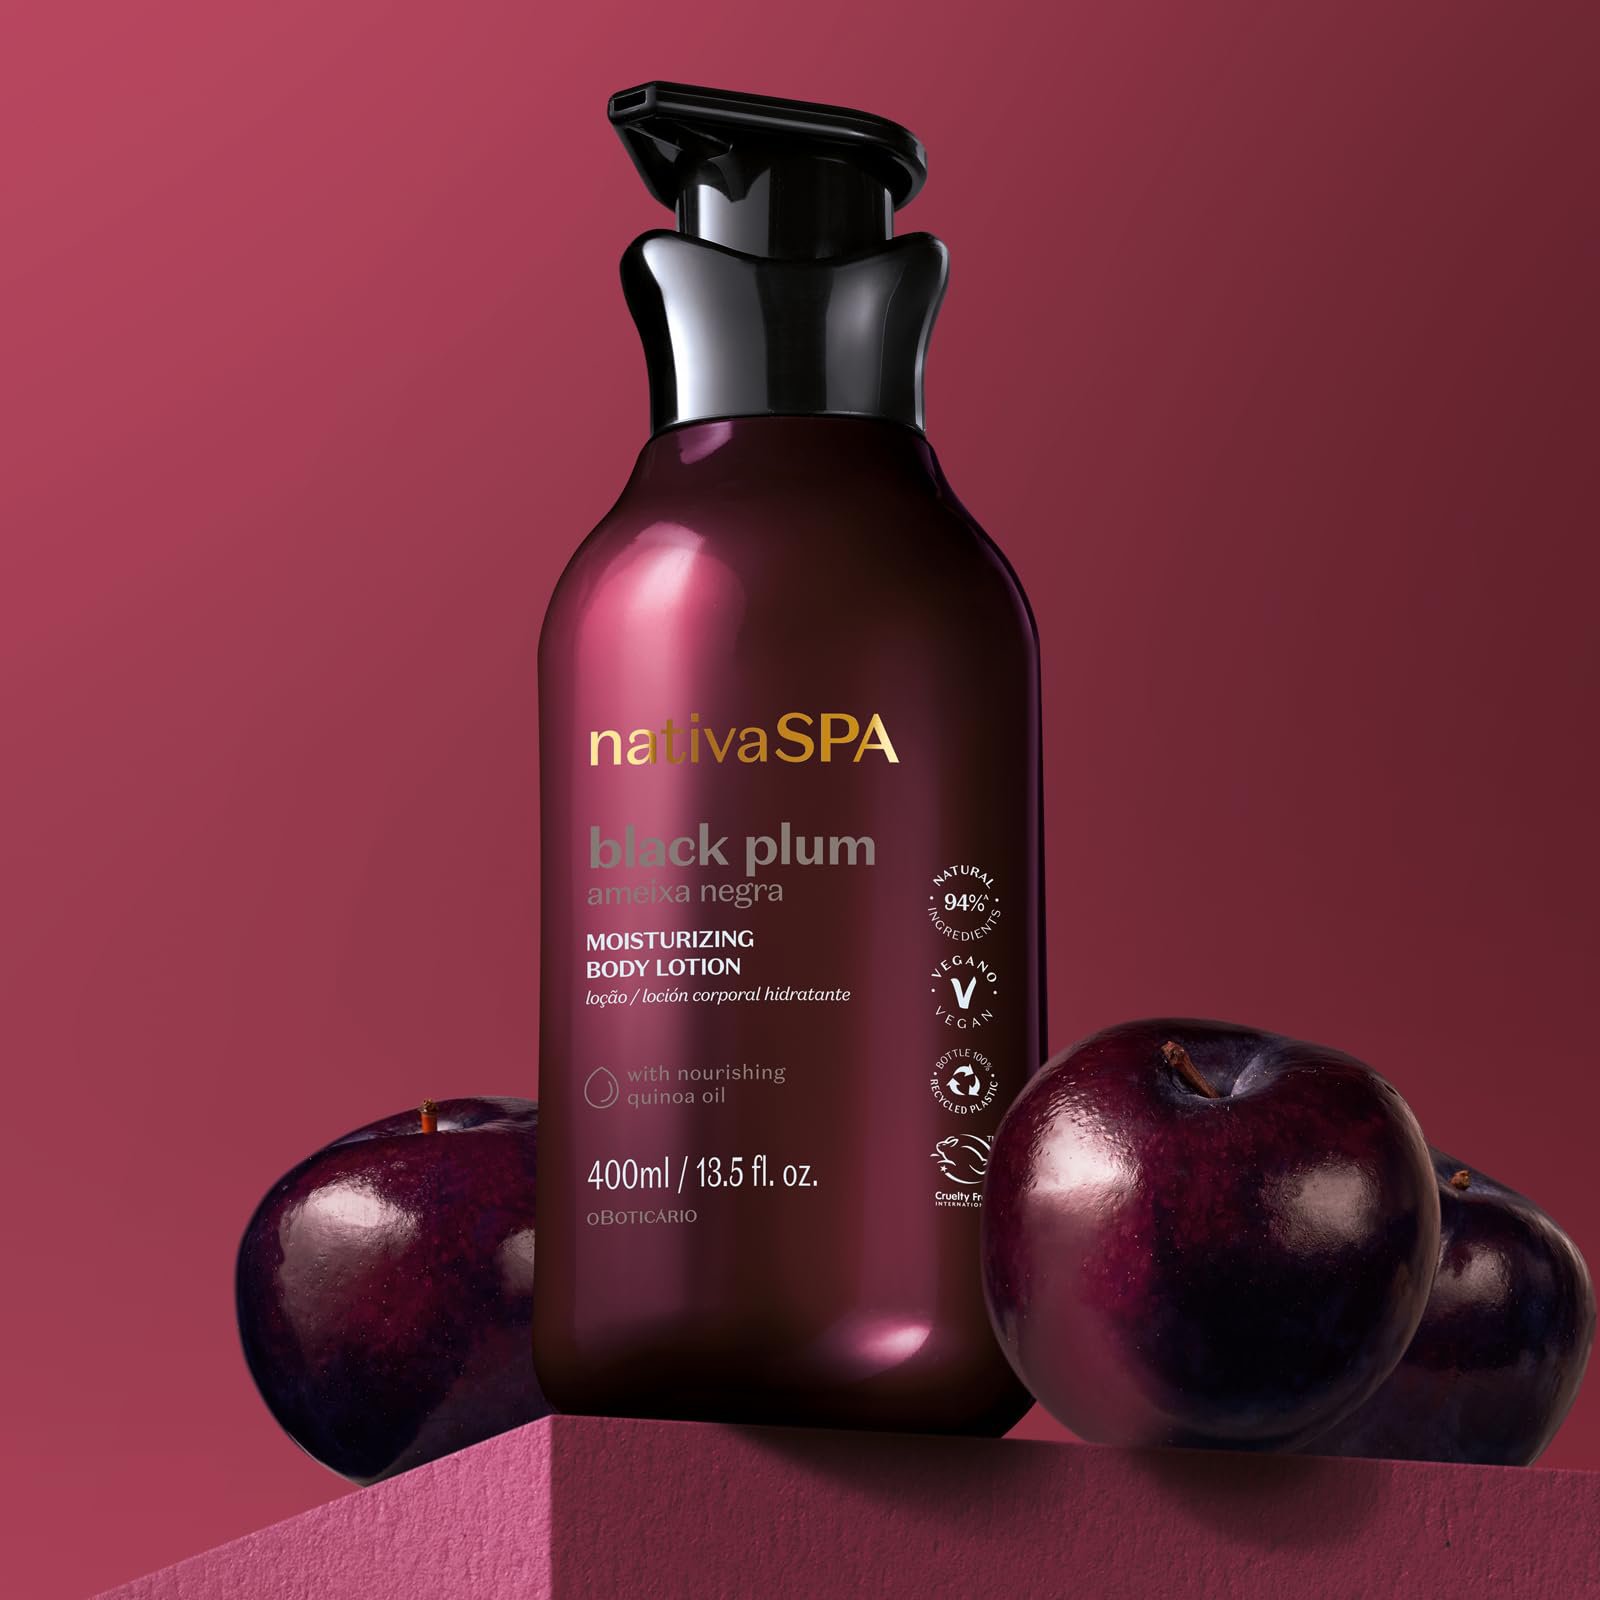 nativaSPA
black plum
ameixa negra
MOISTURIZING
BODY LOTION
loção / loción corporal hidratante
with nourishing
quinoa oil
400ml / 13.5 fl. oz.
oBOTICÁRIO
NATURAL
94%^
INGREDIENTS
VEGANO
V
VEGAN
BOTTLE 100%
RECYCLED PLASTIC
Cruelty